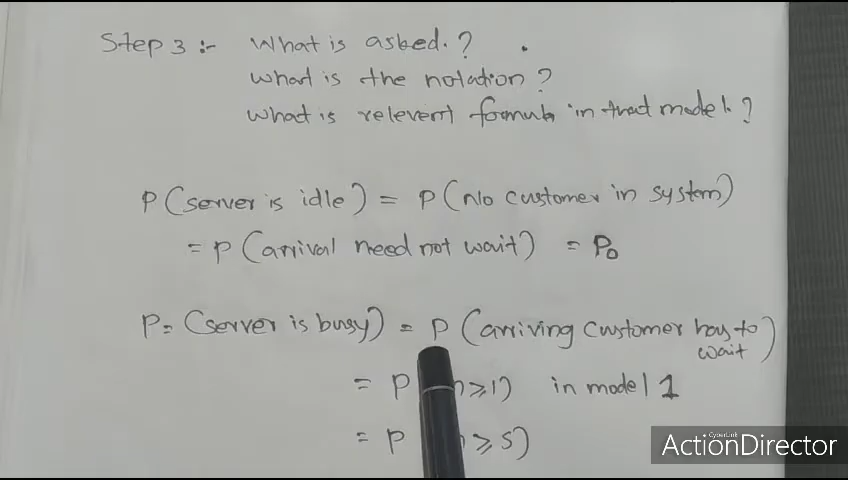 Step 3 :- What is asked. ?
What is the notation ?
What is relevent formula in that model. ?
P (server is idle) = P (no customer in system)
= P (arrival need not wait) = P0
P = (server is busy) = P (arriving customer has to wait)
= P n ≥ 1) in model 1
= P n ≥ S)
CyberLink
ActionDirector